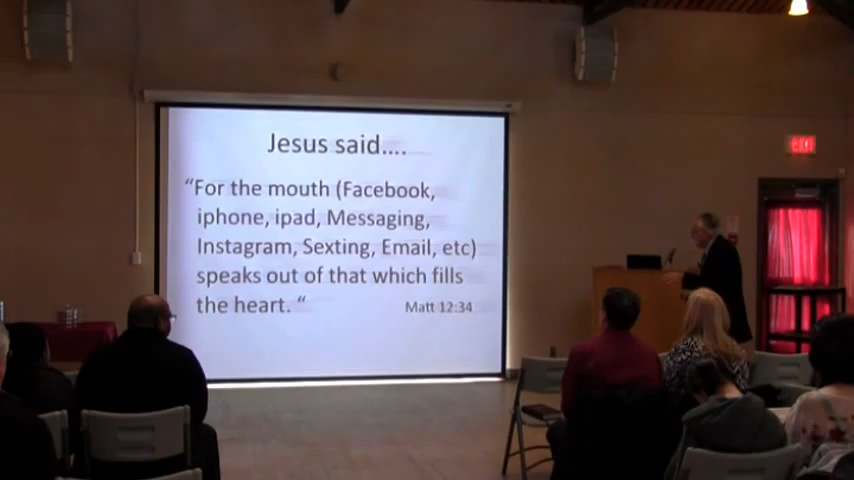 Jesus said….
“For the mouth (Facebook,
iphone, ipad, Messaging,
Instagram, Sexting, Email, etc)
speaks out of that which fills
the heart. “
Matt 12:34
EXIT